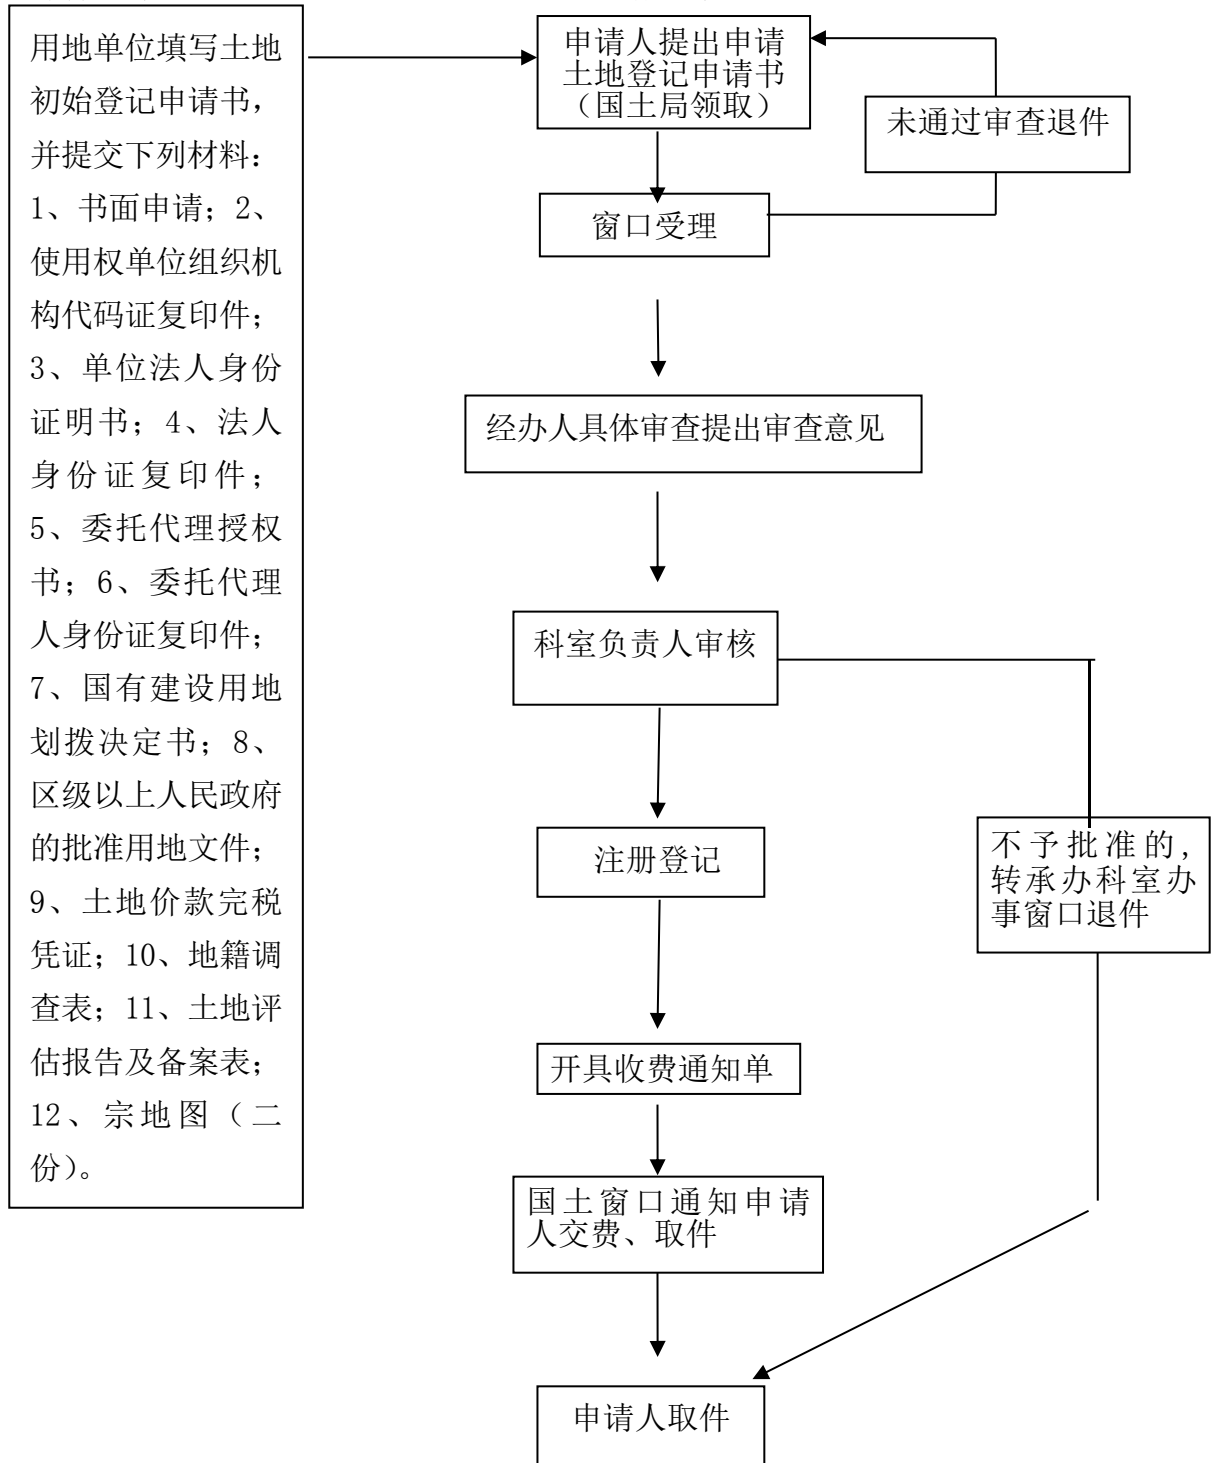 用地单位填写土地
初始登记申请书，
并提交下列材料：
1、书面申请；2、
使用权单位组织机
构代码证复印件；
3、单位法人身份
证明书；4、法人
身份证复印件；
5、委托代理授权
书；6、委托代理
人身份证复印件；
7、国有建设用地
划拨决定书；8、
区级以上人民政府
的批准用地文件；
9、土地价款完税
凭证；10、地籍调
查表；11、土地评
估报告及备案表；
12、宗地图（二
份）。
申请人提出申请
土地登记申请书
（国土局领取）
未通过审查退件
窗口受理
经办人具体审查提出审查意见
科室负责人审核
注册登记
不予批准的，
转承办科室办
事窗口退件
开具收费通知单
国土窗口通知申请
人交费、取件
申请人取件